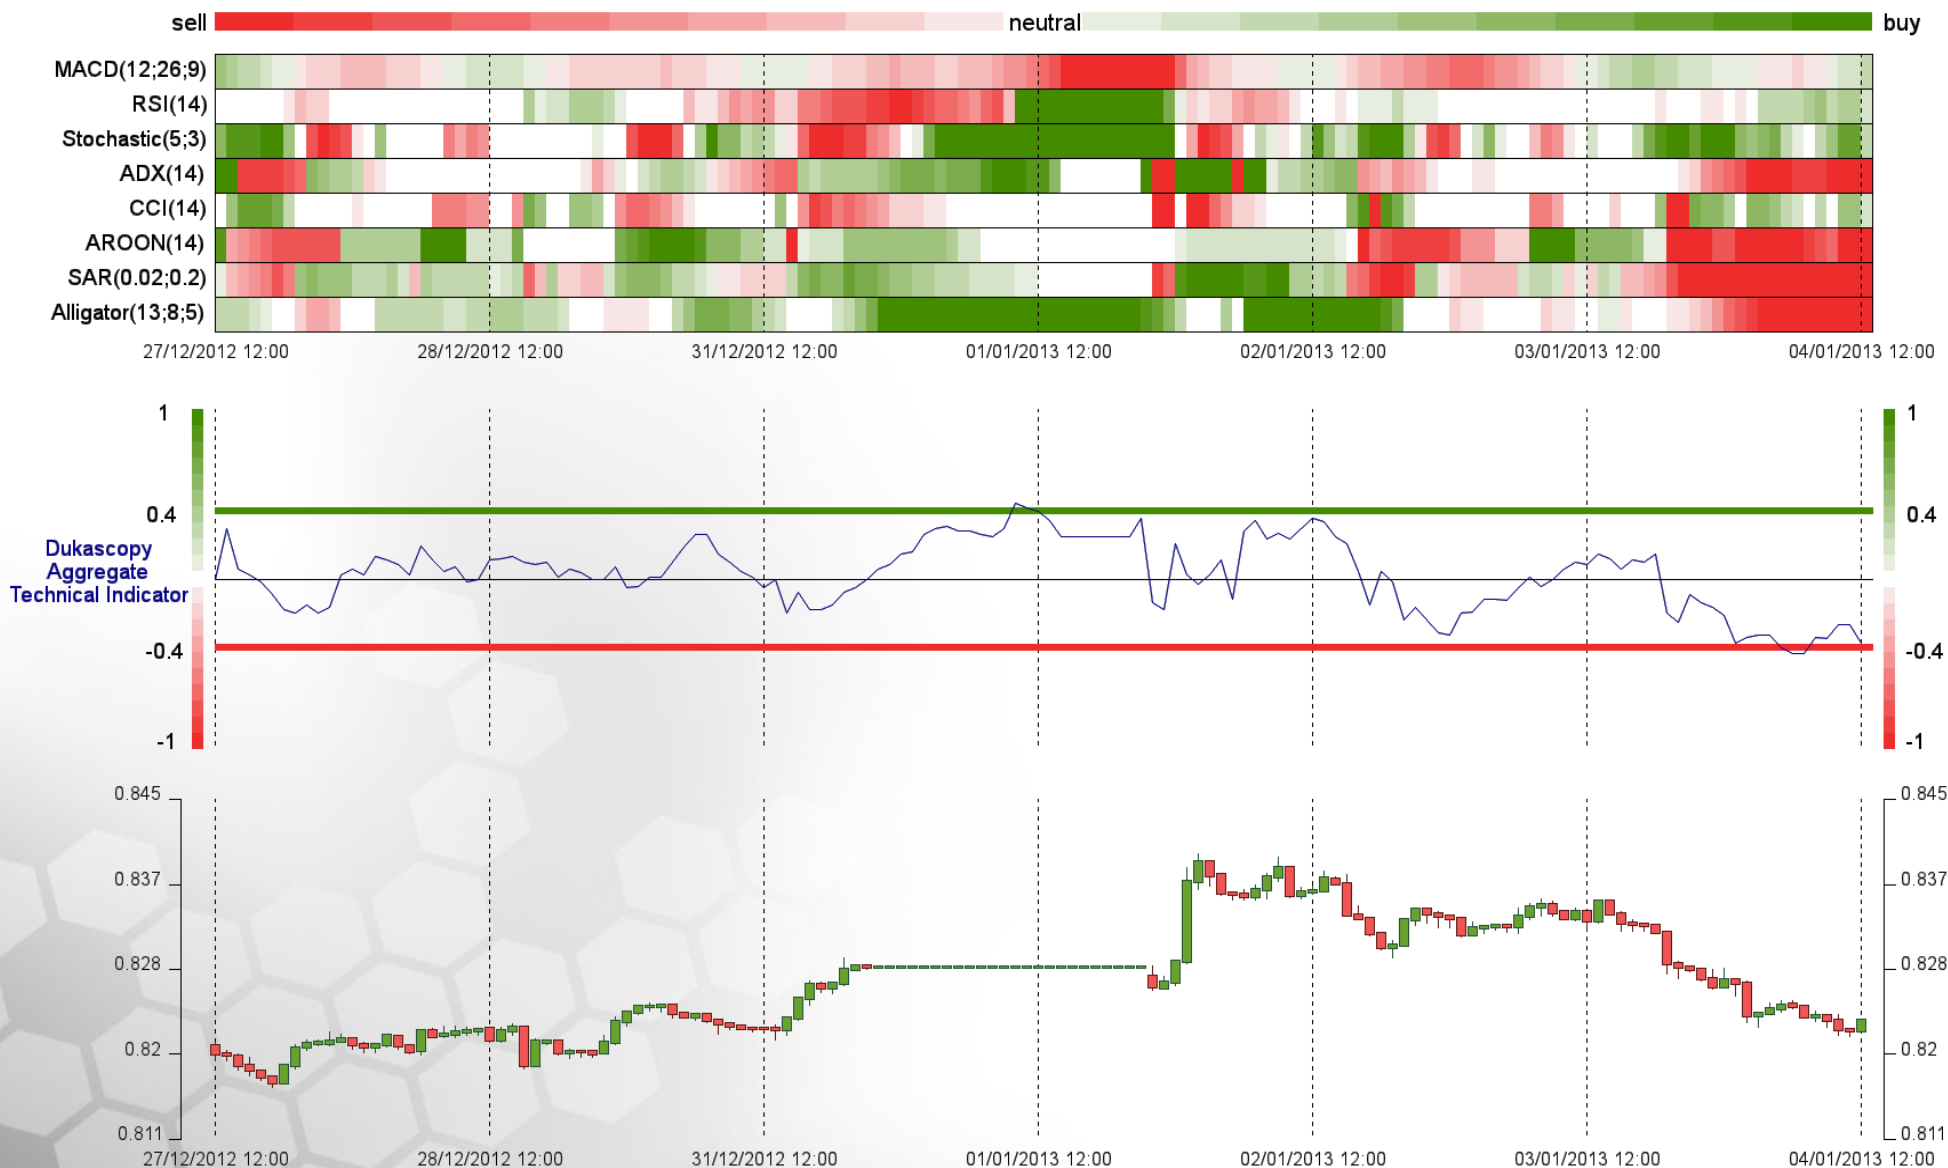 sell neutral buy
MACD(12;26;9)
RSI(14)
Stochastic(5;3)
ADX(14)
CCI(14)
AROON(14)
SAR(0.02;0.2)
Alligator(13;8;5)
27/12/2012 12:00 28/12/2012 12:00 31/12/2012 12:00 01/01/2013 12:00 02/01/2013 12:00 03/01/2013 12:00 04/01/2013 12:00
1 1
0.4 0.4
Dukascopy
Aggregate
Technical Indicator
-0.4 -0.4
-1 -1
0.845 0.845
0.837 0.837
0.828 0.828
0.82 0.82
0.811 0.811
27/12/2012 12:00 28/12/2012 12:00 31/12/2012 12:00 01/01/2013 12:00 02/01/2013 12:00 03/01/2013 12:00 04/01/2013 12:00